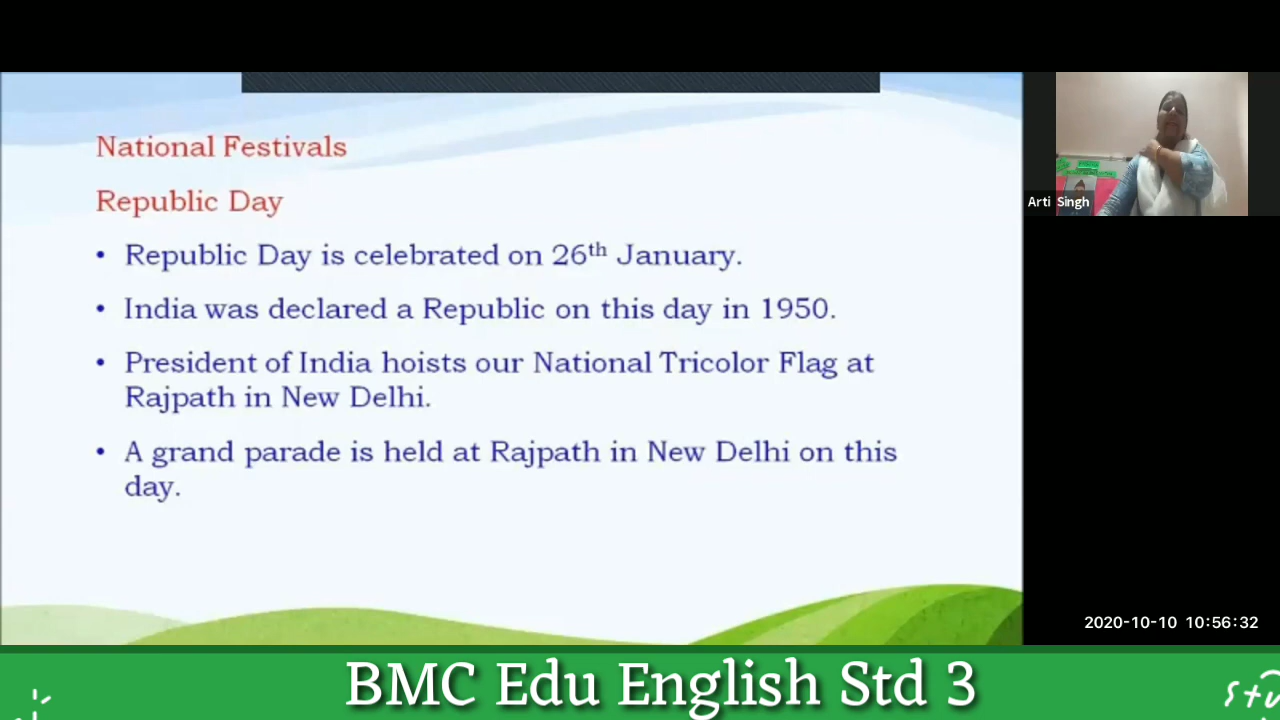 National Festivals
Republic Day
• Republic Day is celebrated on 26th January.
• India was declared a Republic on this day in 1950.
• President of India hoists our National Tricolor Flag at
Rajpath in New Delhi.
• A grand parade is held at Rajpath in New Delhi on this
day.
Arti Singh
2020-10-10 10:56:32
BMC Edu English Std 3